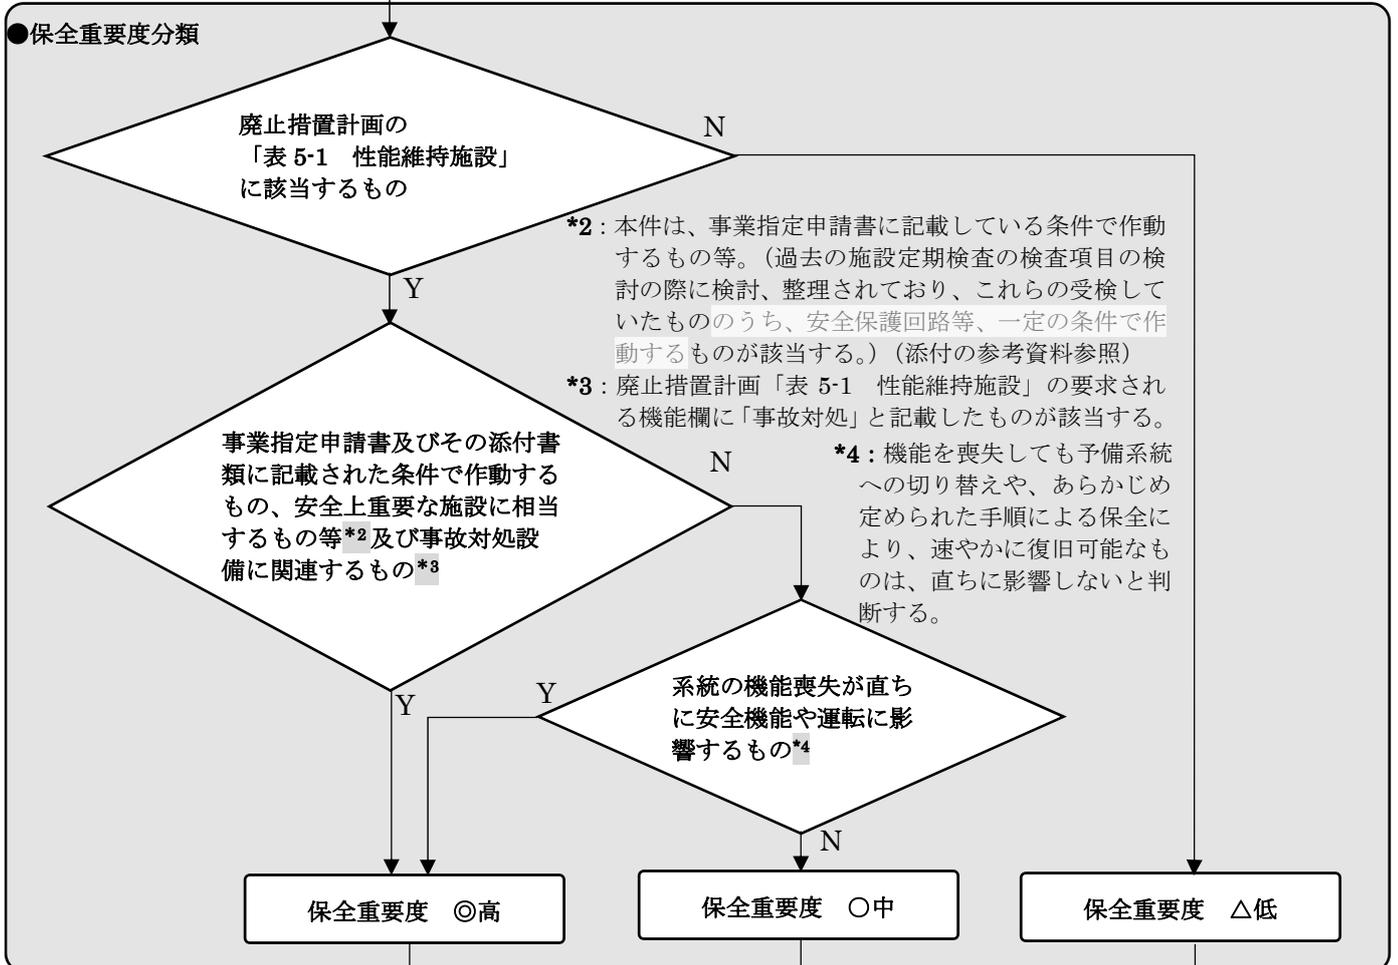 ●保全重要度分類
廃止措置計画の
「表 5-1　性能維持施設」
に該当するもの
N
Y
*2：本件は、事業指定申請書に記載している条件で作動
するもの等。（過去の施設定期検査の検査項目の検
討の際に検討、整理されており、これらの受検して
いたもののうち、安全保護回路等、一定の条件で作
動するものが該当する。）（添付の参考資料参照）
*3：廃止措置計画「表 5-1　性能維持施設」の要求され
る機能欄に「事故対処」と記載したものが該当する。
*4：機能を喪失しても予備系統
への切り替えや、あらかじめ
定められた手順による保全に
より、速やかに復旧可能なも
のは、直ちに影響しないと判
断する。
事業指定申請書及びその添付書
類に記載された条件で作動する
もの、安全上重要な施設に相当
するもの等*2及び事故対処設
備に関連するもの*3
N
Y
系統の機能喪失が直ち
に安全機能や運転に影
響するもの*4
Y
N
保全重要度　◎高
保全重要度　〇中
保全重要度　△低